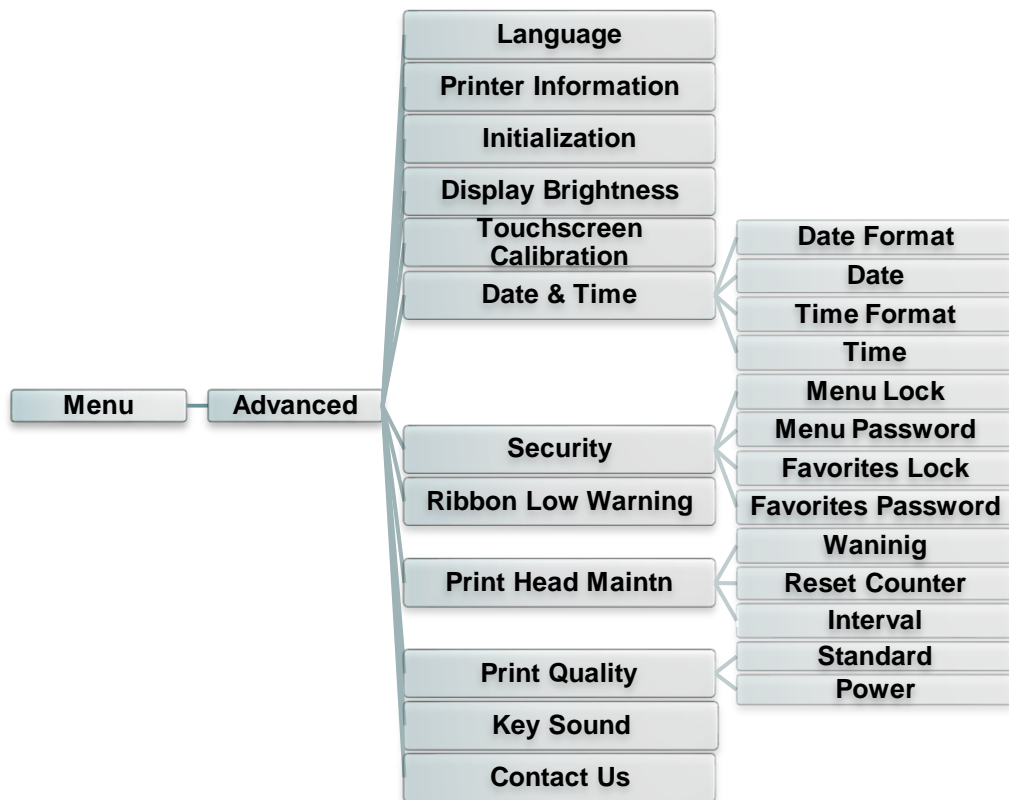 Language
Printer Information
Initialization
Display Brightness
Touchscreen
Calibration
Date & Time
Date Format
Date
Time Format
Time
Menu
Advanced
Security
Menu Lock
Menu Password
Favorites Lock
Favorites Password
Ribbon Low Warning
Print Head Maintn
Waninig
Reset Counter
Interval
Print Quality
Standard
Power
Key Sound
Contact Us